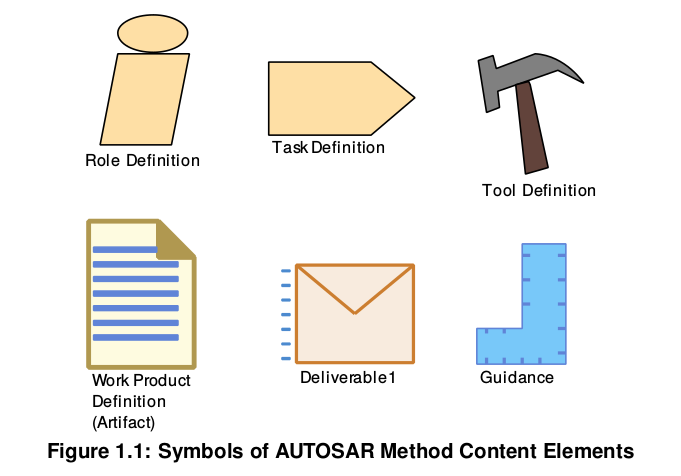 Role Definition
Task Definition
Tool Definition
Work Product
Definition
(Artifact)
Deliverable1
Guidance
Figure 1.1: Symbols of AUTOSAR Method Content Elements